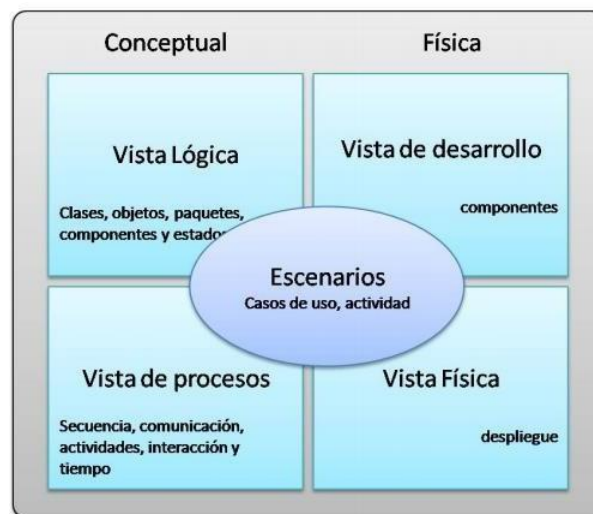 Conceptual
Física
Vista Lógica
Clases, objetos, paquetes,
componentes y estado
Vista de desarrollo
componentes
Escenarios
Casos de uso, actividad
Vista de procesos
Secuencia, comunicación,
actividades, interacción y
tiempo
Vista Física
despliegue